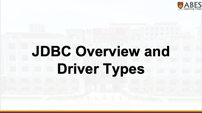 ABES
JDBC Overview and
Driver Types